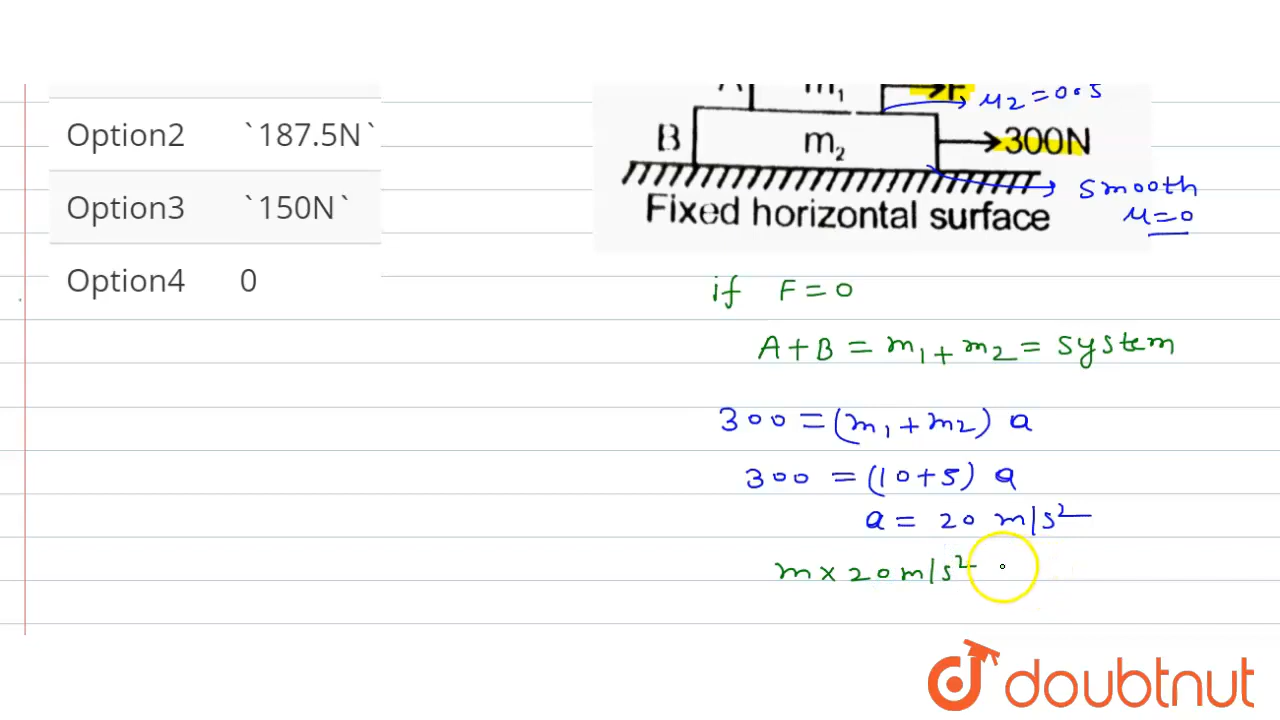 m₁ F μ₂ = 0.5
Option2 `187.5N`
B m₂ 300N
Option3 `150N`
Smooth
μ = 0
Fixed horizontal surface
Option4 0
if F = 0
A + B = m₁ + m₂ = system
300 = (m₁ + m₂) a
300 = (10 + 5) a
a = 20 m/s²
m × 20 m/s²
doubtnut